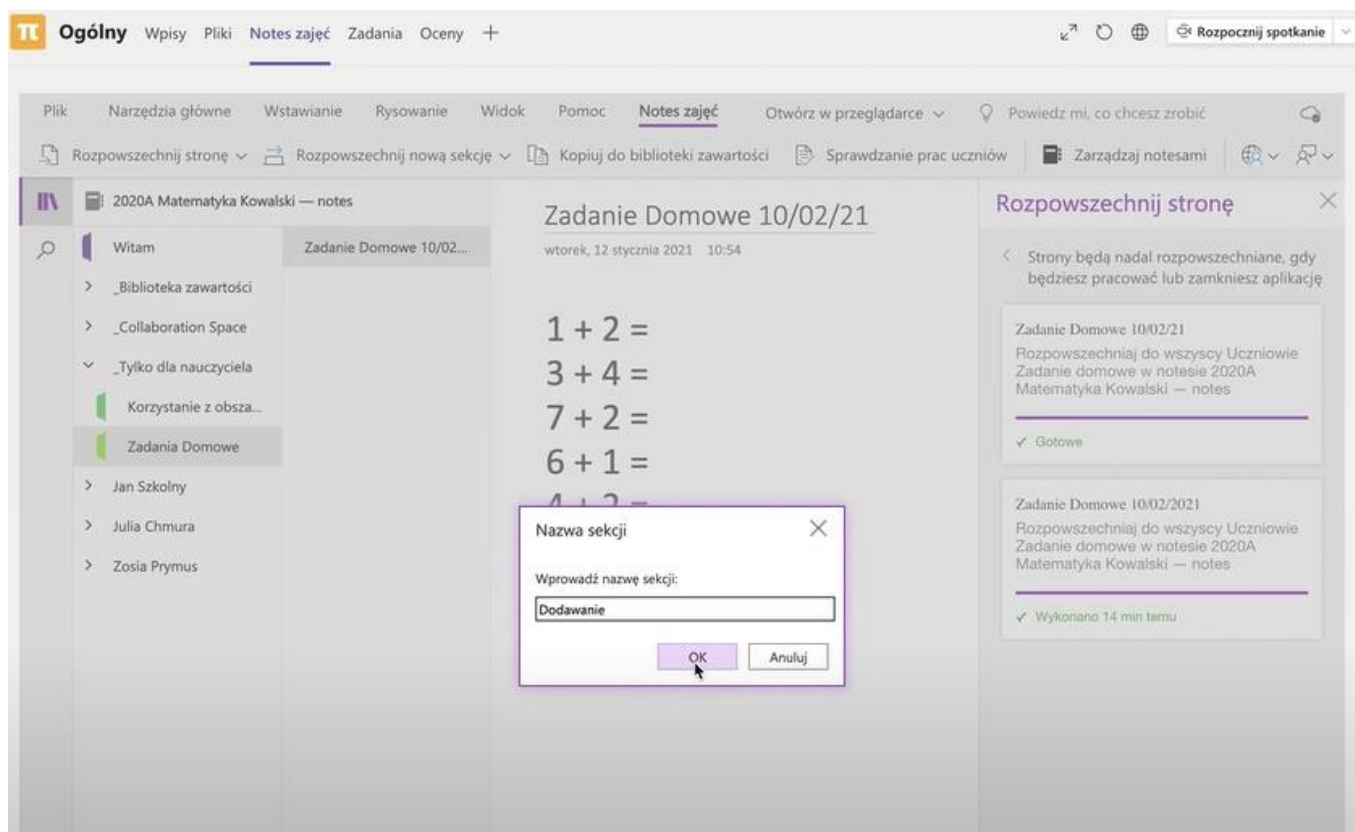 π Ogólny Wpisy Pliki Notes zajęć Zadania Oceny + Rozpocznij spotkanie
Plik Narzędzia główne Wstawianie Rysowanie Widok Pomoc Notes zajęć Otwórz w przeglądarce Powiedz mi, co chcesz zrobić
Rozpowszechnij stronę Rozpowszechnij nową sekcję Kopiuj do biblioteki zawartości Sprawdzanie prac uczniów Zarządzaj notesami
2020A Matematyka Kowalski — notes
Witam
_Biblioteka zawartości
_Collaboration Space
_Tylko dla nauczyciela
Korzystanie z obsza...
Zadania Domowe
Jan Szkolny
Julia Chmura
Zosia Prymus
Zadanie Domowe 10/02...
Zadanie Domowe 10/02/21
wtorek, 12 stycznia 2021 10:54
1 + 2 =
3 + 4 =
7 + 2 =
6 + 1 =
4 + 2 =
Nazwa sekcji
Wprowadź nazwę sekcji:
Dodawanie
OK Anuluj
Rozpowszechnij stronę
Strony będą nadal rozpowszechniane, gdy
będziesz pracować lub zamkniesz aplikację
Zadanie Domowe 10/02/21
Rozpowszechniaj do wszyscy Uczniowie
Zadanie domowe w notesie 2020A
Matematyka Kowalski — notes
✓ Gotowe
Zadanie Domowe 10/02/2021
Rozpowszechniaj do wszyscy Uczniowie
Zadanie domowe w notesie 2020A
Matematyka Kowalski — notes
✓ Wykonano 14 min temu